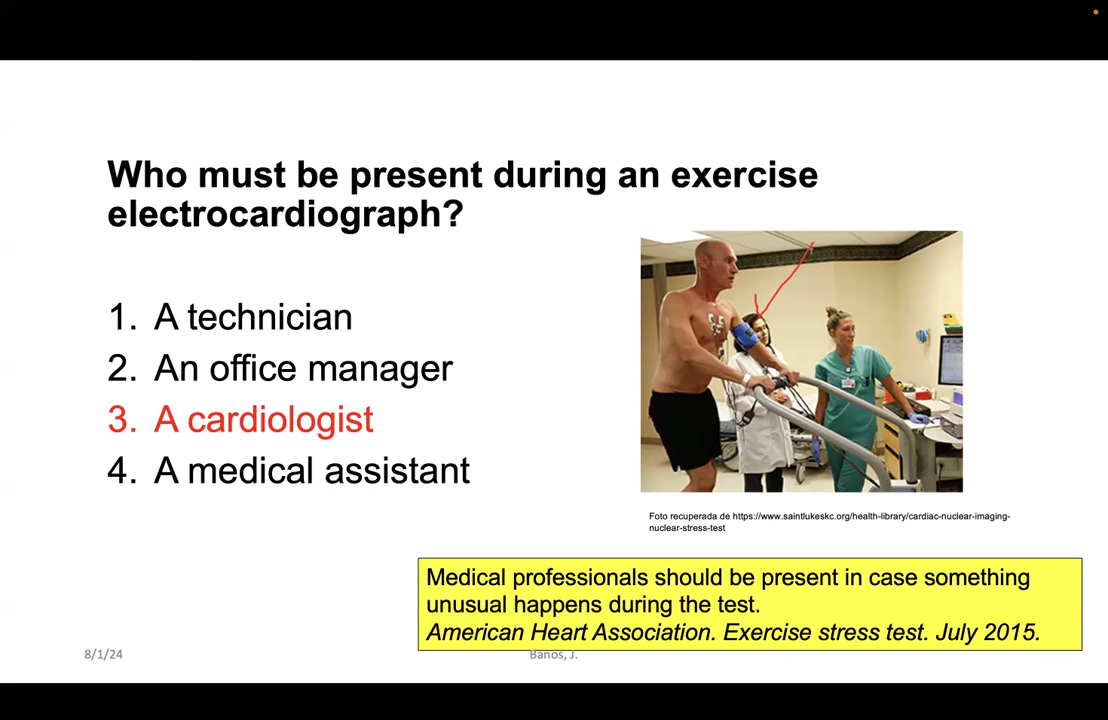 Who must be present during an exercise
electrocardiograph?
1. A technician
2. An office manager
3. A cardiologist
4. A medical assistant
Foto recuperada de https://www.saintlukeskc.org/health-library/cardiac-nuclear-imaging-
nuclear-stress-test
Medical professionals should be present in case something
unusual happens during the test.
American Heart Association. Exercise stress test. July 2015.
8/1/24
Banos, J.